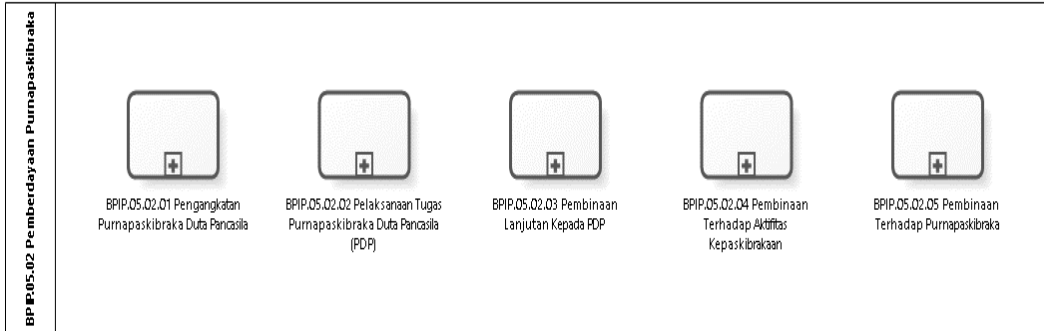 BPIP.05.02 Pemberdayaan Purnapaskibraka
BPIP.05.02.01 Pengangkatan
Purnapaskibraka Duta Pancasila
BPIP.05.02.02 Pelaksanaan Tugas
Purnapaskibraka Duta Pancasila
(PDP)
BPIP.05.02.03 Pembinaan
Lanjutan Kepada PDP
BPIP.05.02.04 Pembinaan
Terhadap Aktifitas
Kepaskibrakaan
BPIP.05.02.05 Pembinaan
Terhadap Purnapaskibraka